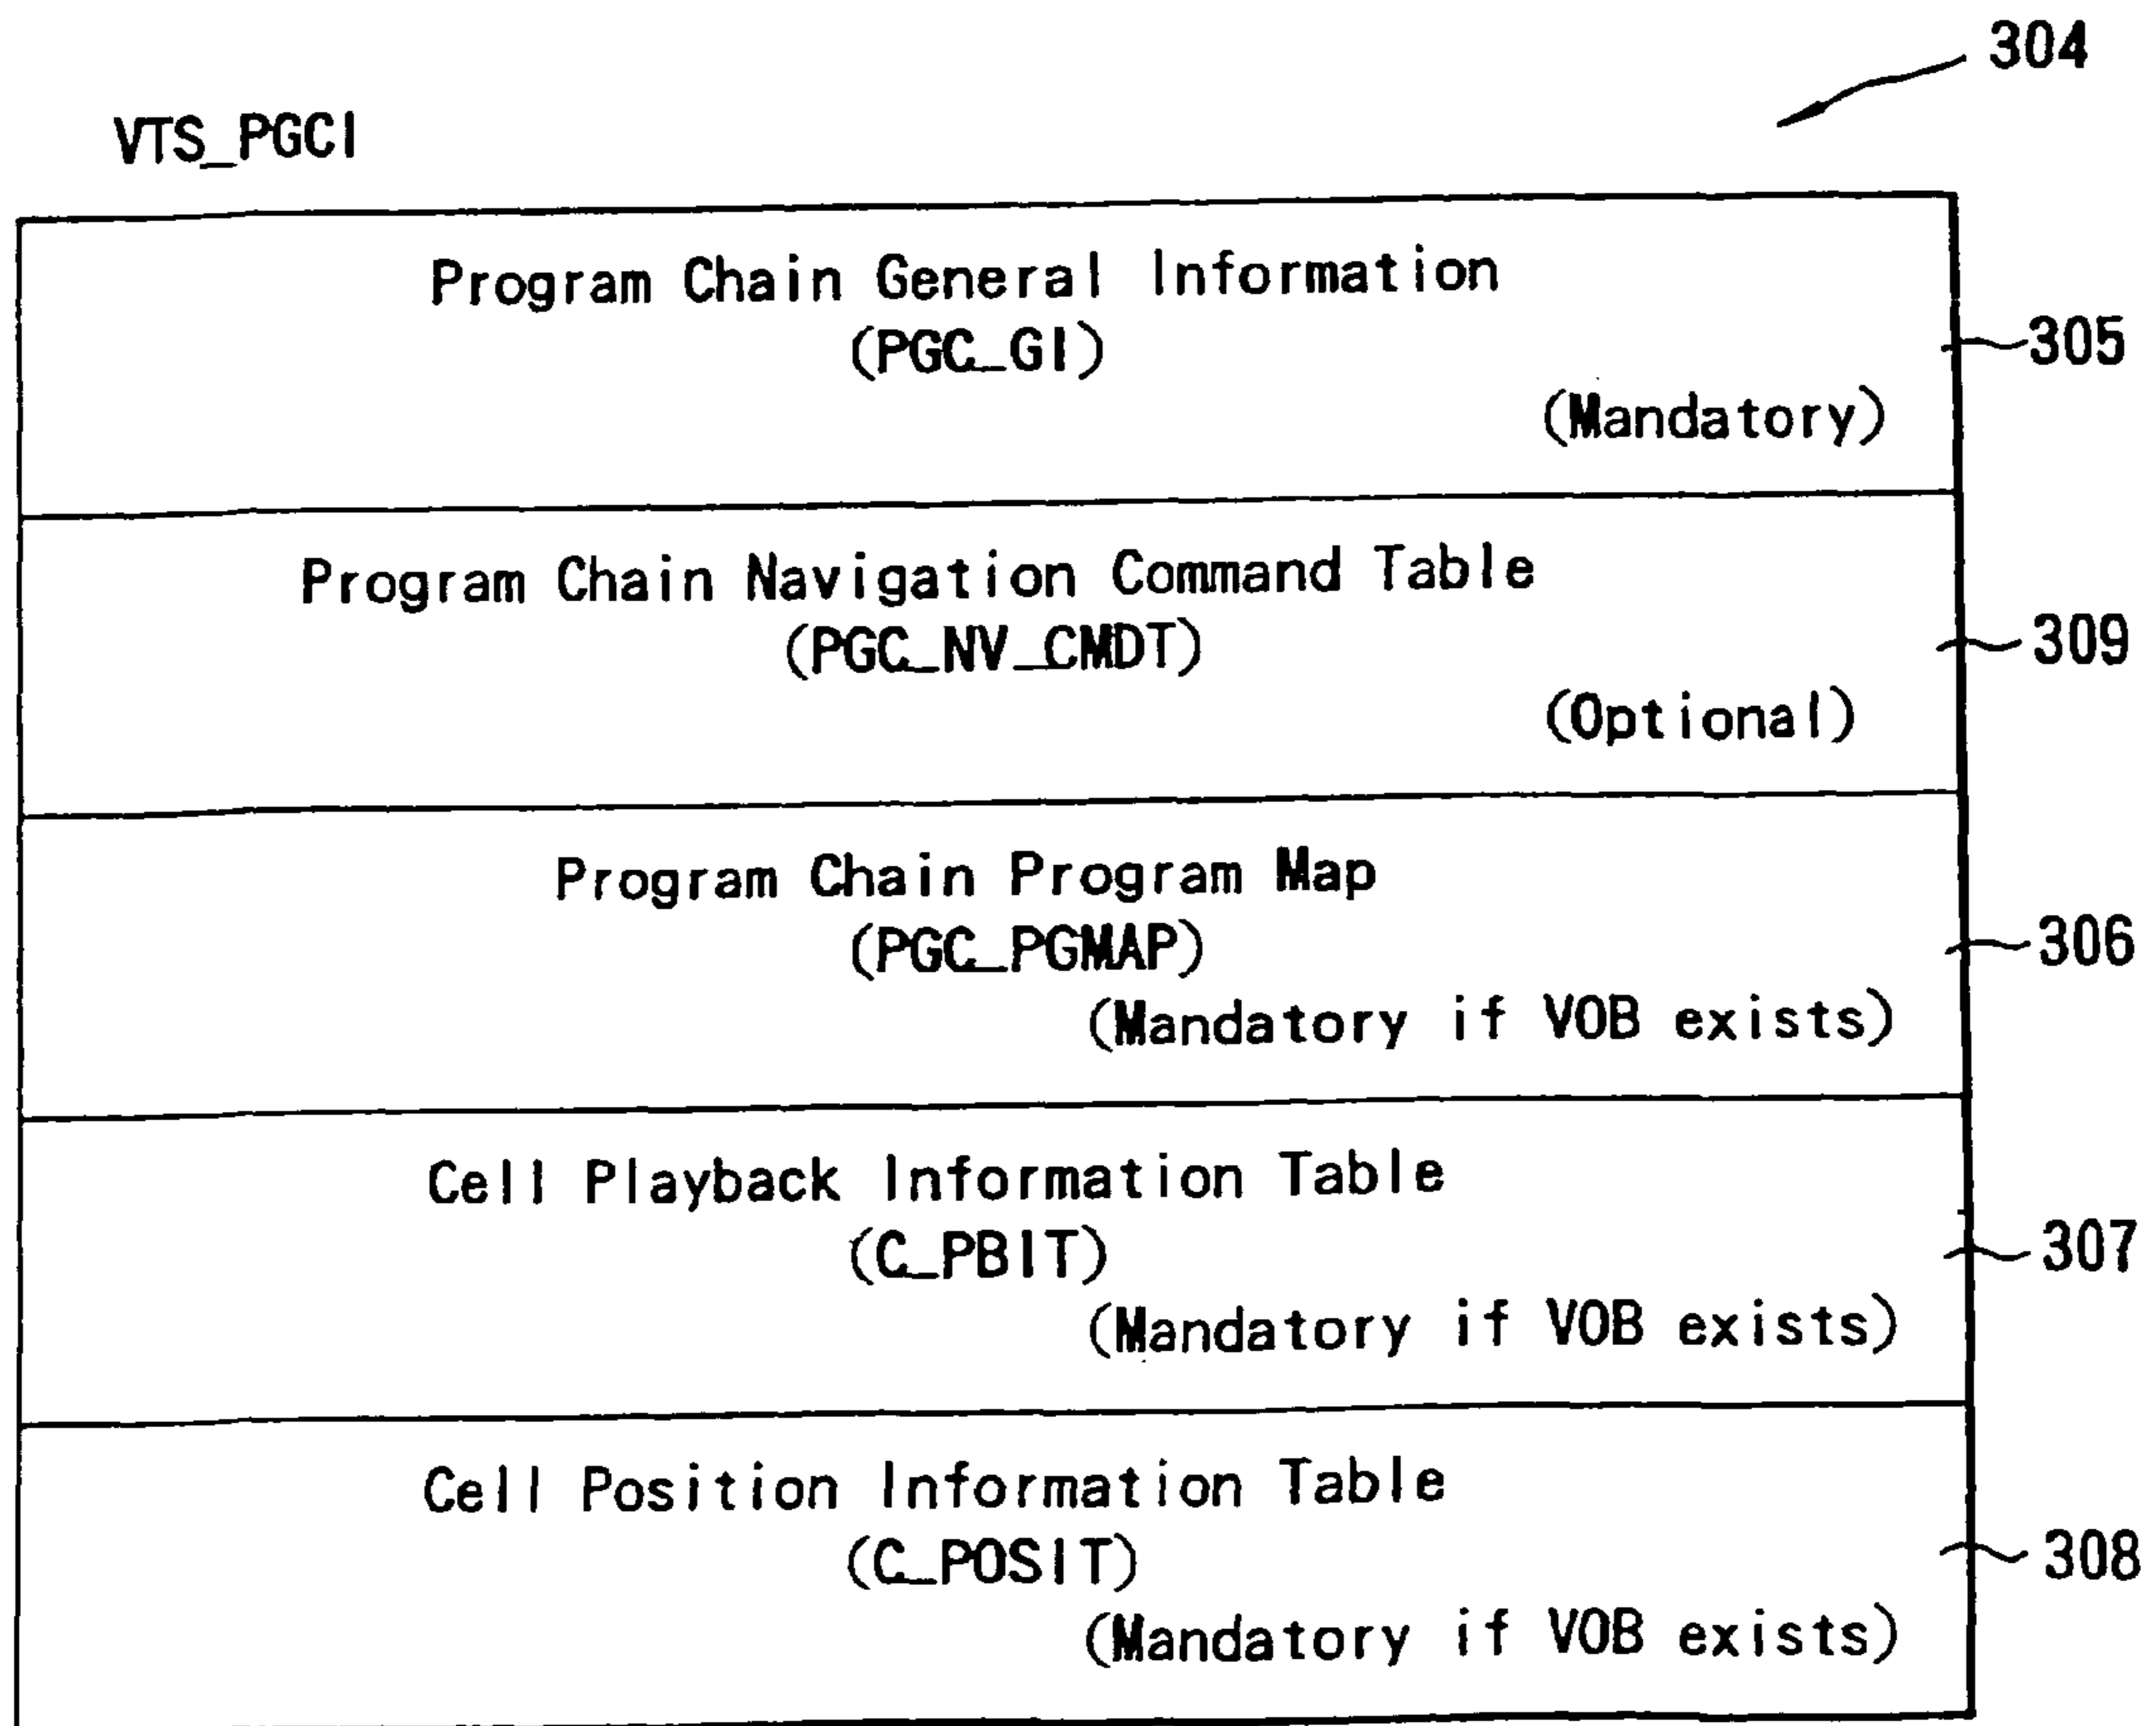 304
VTS_PGCI
Program Chain General Information
(PGC_GI)
(Mandatory)
305
Program Chain Navigation Command Table
(PGC_NV_CMDT)
(Optional)
309
Program Chain Program Map
(PGC_PGMAP)
(Mandatory if VOB exists)
306
Cell Playback Information Table
(C_PBIT)
(Mandatory if VOB exists)
307
Cell Position Information Table
(C_POSIT)
(Mandatory if VOB exists)
308